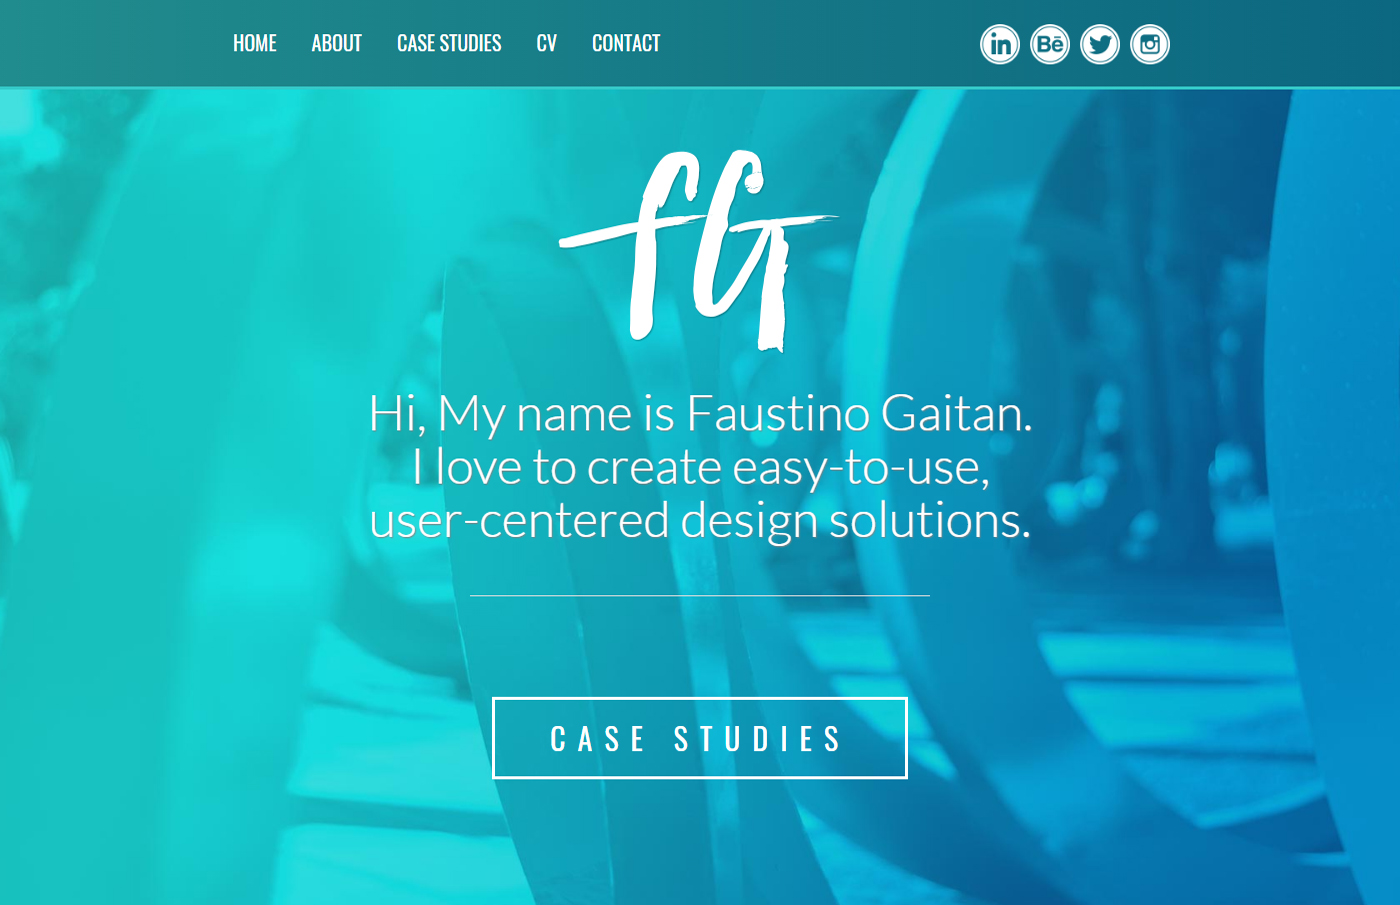 HOME ABOUT CASE STUDIES CV CONTACT
in Bē
fG
Hi, My name is Faustino Gaitan.
I love to create easy-to-use,
user-centered design solutions.
CASE STUDIES